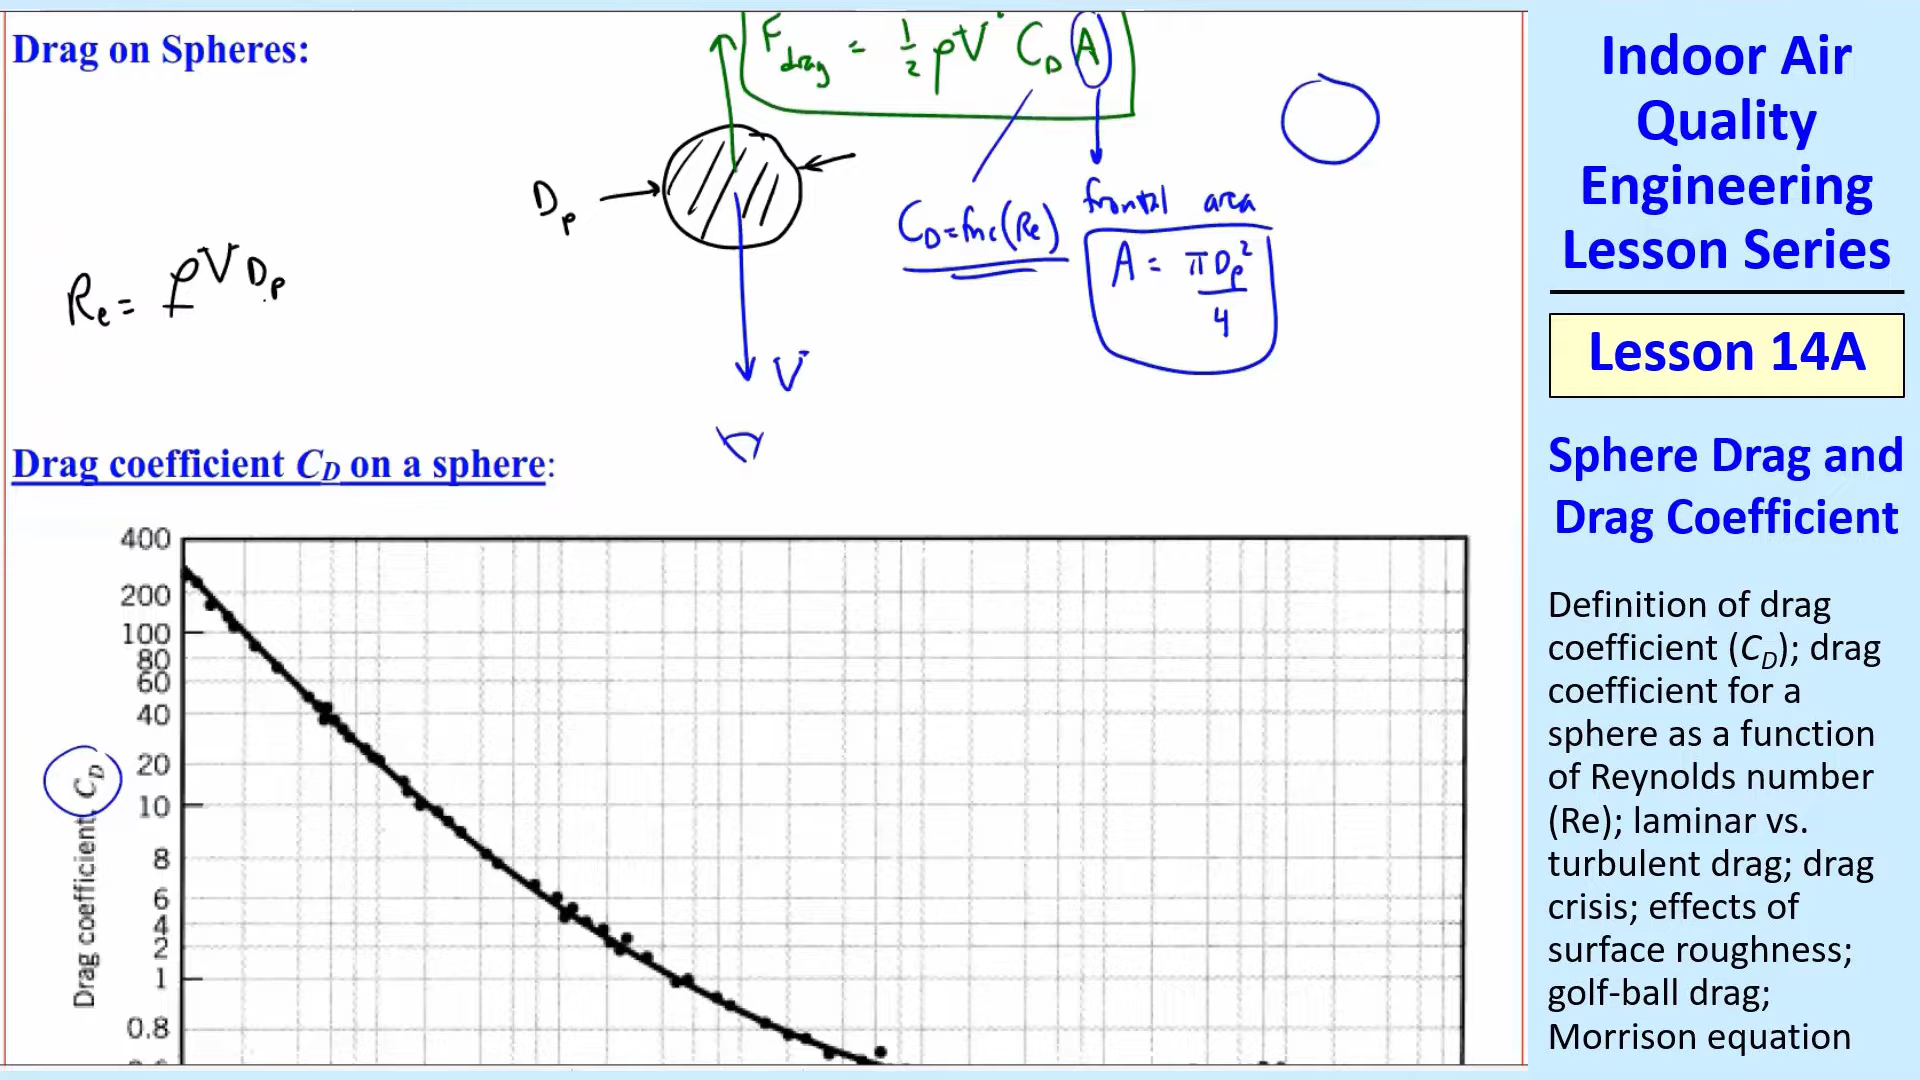 Drag on Spheres:
F drag = 1/2 ρV C_D A
D_p
C_D = fnc(Re)
frontal area
A = πD_p²/4
Re = ρVD_p
V
Drag coefficient C_D on a sphere:
400
200
100
80
60
40
20
10
8
6
4
2
1
0.8
Drag coefficient, C_D
Indoor Air
Quality
Engineering
Lesson Series
Lesson 14A
Sphere Drag and
Drag Coefficient
Definition of drag
coefficient (C_D); drag
coefficient for a
sphere as a function
of Reynolds number
(Re); laminar vs.
turbulent drag; drag
crisis; effects of
surface roughness;
golf-ball drag;
Morrison equation